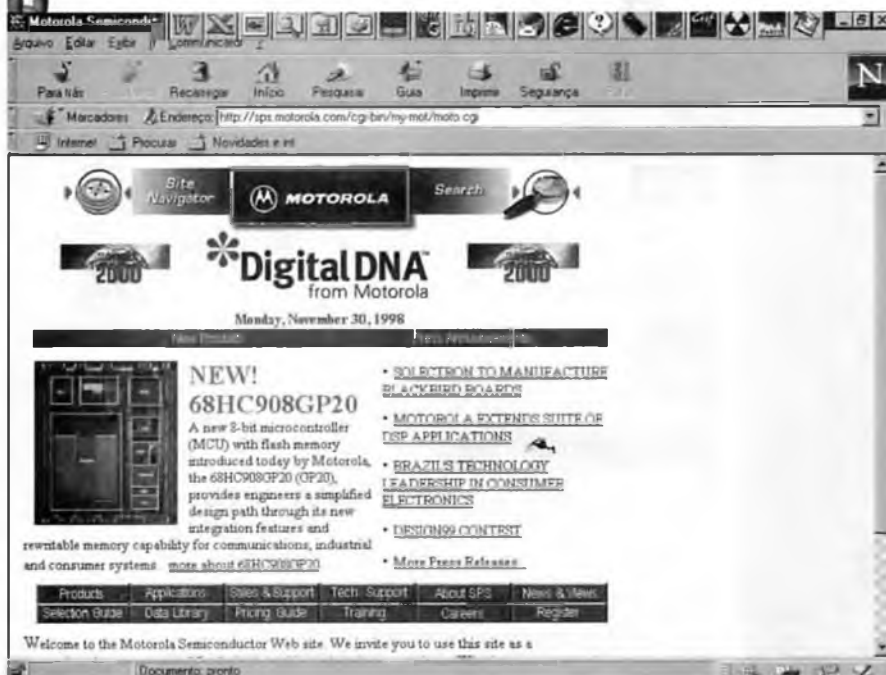 Motorola Semicondu
Arquivo Editar Exibir Ir Communicator
Para trás Recarregar Início Pesquisar Guia Imprimir Segurança
N
Marcadores Endereço: http://sps.motorola.com/cgi-bin/my-mot/moto.cgi
Internet Procurar Novidades e int
Site
Navigator
MOTOROLA
Search
2000
DigitalDNA™
2000
from Motorola
Monday, November 30, 1998
New Products
NEW!
68HC908GP20
A new 8-bit microcontroller
(MCU) with flash memory
introduced today by Motorola,
the 68HC908GP20 (GP20),
provides engineers a simplified
design path through its new
integration features and
rewritable memory capability for communications, industrial
and consumer systems. more about 68HC908GP20
• SOLECTRON TO MANUFACTURE
BLACKBIRD BOARDS
• MOTOROLA EXTENDS SUITE OF
DSP APPLICATIONS
• BRAZIL'S TECHNOLOGY
LEADERSHIP IN CONSUMER
ELECTRONICS
• DESIGN99 CONTEST
• More Press Releases
Products Applications Sales & Support Tech. Support About SPS News & Views
Selection Guide Data Library Pricing Guide Training Careers Register
Welcome to the Motorola Semiconductor Web site. We invite you to use this site as a
Documento: pronto